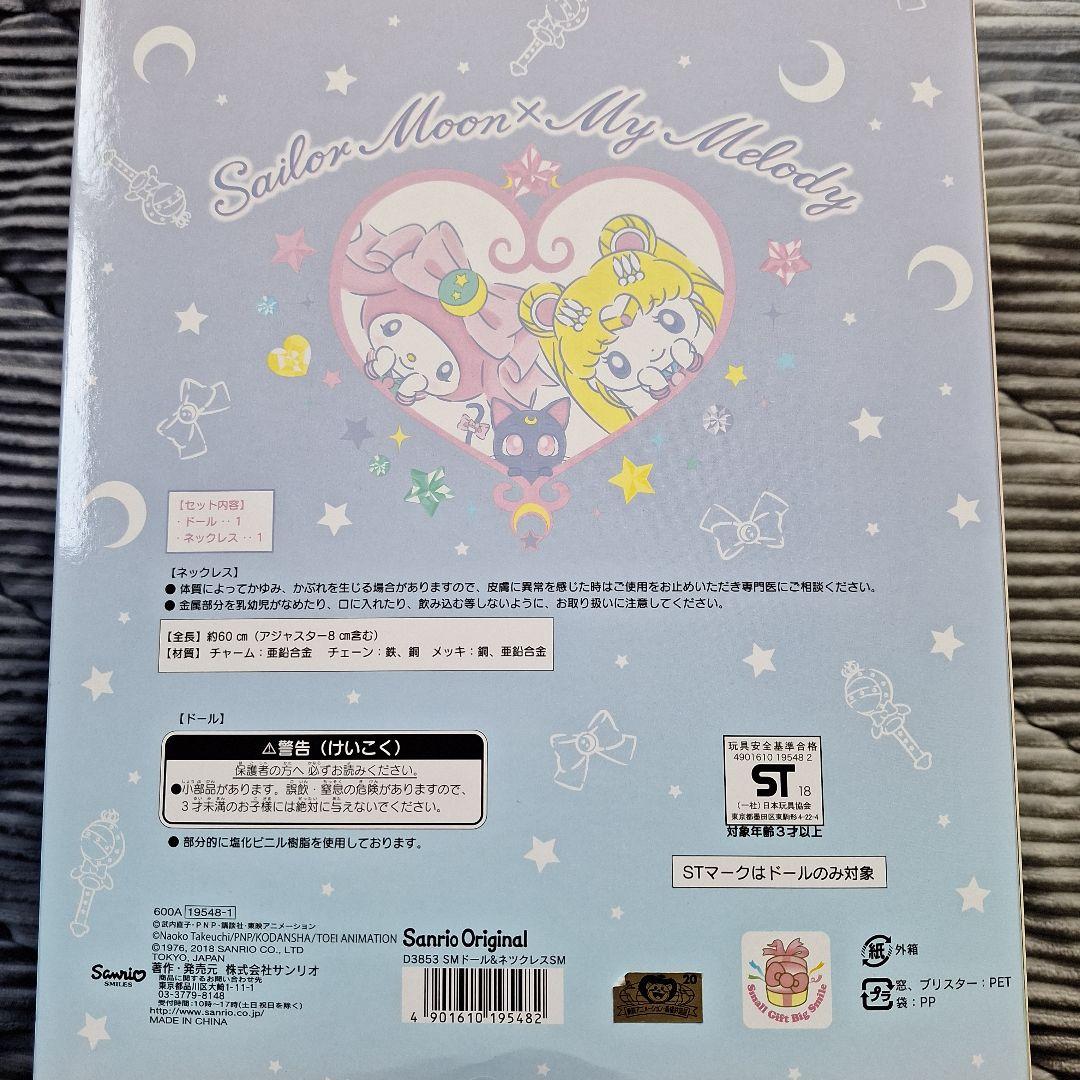 Sailor Moon×My Melody
【セット内容】
・ドール‥1
・ネックレス‥1
【ネックレス】
● 体質によってかゆみ、かぶれを生じる場合がありますので、皮膚に異常を感じた時はご使用をお止めいただき専門医にご相談ください。
● 金属部分を乳幼児がなめたり、口に入れたり、飲み込む等しないように、お取り扱いに注意してください。
【全長】約60㎝（アジャスター8㎝含む）
【材質】チャーム：亜鉛合金 チェーン：鉄、銅 メッキ：銅、亜鉛合金
【ドール】
⚠警告（けいこく）
保護者の方へ 必ずお読みください。
●小部品があります。誤飲・窒息の危険がありますので、
3才未満のお子様には絶対に与えないでください。
● 部分的に塩化ビニル樹脂を使用しております。
玩具安全基準合格
4901610 19548 2
ST 18
(一社)日本玩具協会
東京都墨田区東駒形4-22-4
対象年齢3才以上
STマークはドールのみ対象
600A 19548-1
©武内直子・PNP・講談社・東映アニメーション
©Naoko Takeuchi/PNP/KODANSHA/TOEI ANIMATION
©1976, 2018 SANRIO CO., LTD
TOKYO, JAPAN
Sanrio
SMILES
著作・発売元 株式会社サンリオ
商品に関するお問い合わせ先
東京都品川区大崎1-11-1
03-3779-8148
受付時間：10時〜17時(土日祝日を除く)
http://www.sanrio.co.jp/
MADE IN CHINA
Sanrio Original
D3853 SMドール&ネツクレスSM
4 901610 195482
20
Small Gift Big Smile
紙 外箱
プラ 窓、ブリスター：PET
袋：PP